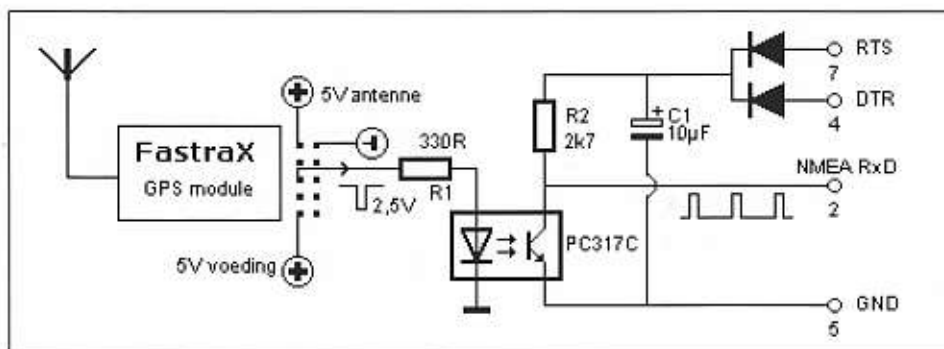 RTS
7
5V antenne
DTR
4
R2
2k7
C1
10µF
330R
FastraX
GPS module
R1
2,5V
NMEA RxD
2
PC317C
5V voeding
GND
5